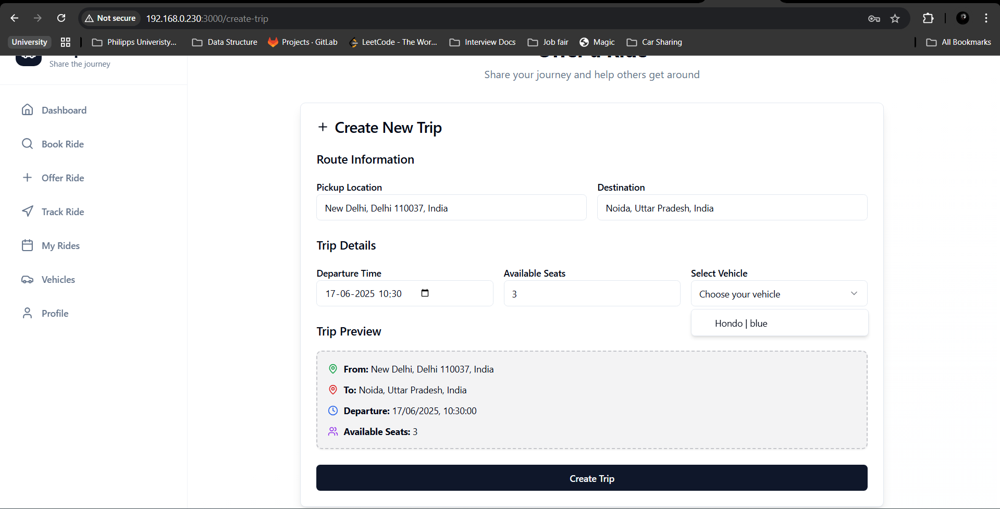 Not secure
192.168.0.230:3000/create-trip
University
Philipps Univeristy...
Data Structure
Projects · GitLab
LeetCode - The Wor...
Interview Docs
Job fair
Magic
Car Sharing
All Bookmarks
Share the journey
Dashboard
Book Ride
Offer Ride
Track Ride
My Rides
Vehicles
Profile
Offer a Ride
Share your journey and help others get around
Create New Trip
Route Information
Pickup Location
Destination
New Delhi, Delhi 110037, India
Noida, Uttar Pradesh, India
Trip Details
Departure Time
Available Seats
Select Vehicle
17-06-2025 10:30
3
Choose your vehicle
Hondo | blue
Trip Preview
From: New Delhi, Delhi 110037, India
To: Noida, Uttar Pradesh, India
Departure: 17/06/2025, 10:30:00
Available Seats: 3
Create Trip